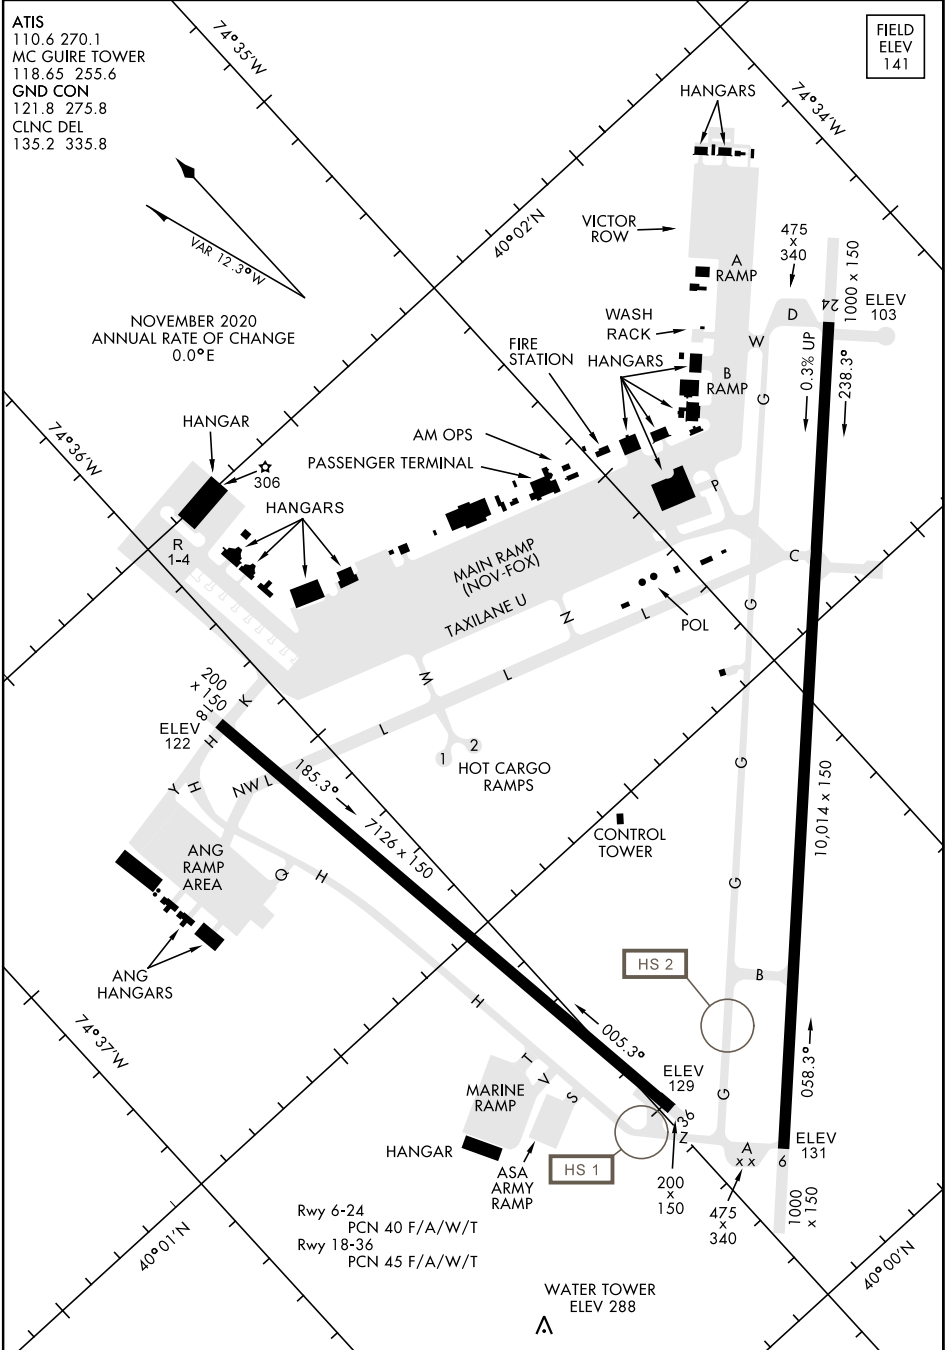 ATIS
110.6 270.1
MC GUIRE TOWER
118.65 255.6
GND CON
121.8 275.8
CLNC DEL
135.2 335.8
FIELD
ELEV
141
74°35'W
74°34'W
HANGARS
40°02'N
VICTOR
ROW
475
x
340
1000 x 150
A
RAMP
VAR 12.3°W
NOVEMBER 2020
ANNUAL RATE OF CHANGE
0.0°E
WASH
RACK
D
24
ELEV
103
W
FIRE
STATION
HANGARS
B
RAMP
G
0.3% UP
238.3°
74°36'W
HANGAR
306
AM OPS
PASSENGER TERMINAL
HANGARS
P
R
1-4
MAIN RAMP
(NOV-FOX)
TAXILANE U
C
N
L
POL
G
M
L
200
x 150
18
K
ELEV
122
H
L
1
2
HOT CARGO
RAMPS
G
Y
H
NW L
185.3°
7126 x 150
10,014 x 150
CONTROL
TOWER
ANG
RAMP
AREA
Q
H
G
ANG
HANGARS
HS 2
B
H
74°37'W
005.3°
058.3°
T
V
S
MARINE
RAMP
ELEV
129
G
36
Z
HANGAR
ASA
ARMY
RAMP
HS 1
A
x x
6
ELEV
131
200
x
150
475
x
340
1000
x 150
Rwy 6-24
PCN 40 F/A/W/T
Rwy 18-36
PCN 45 F/A/W/T
40°01'N
40°00'N
WATER TOWER
ELEV 288